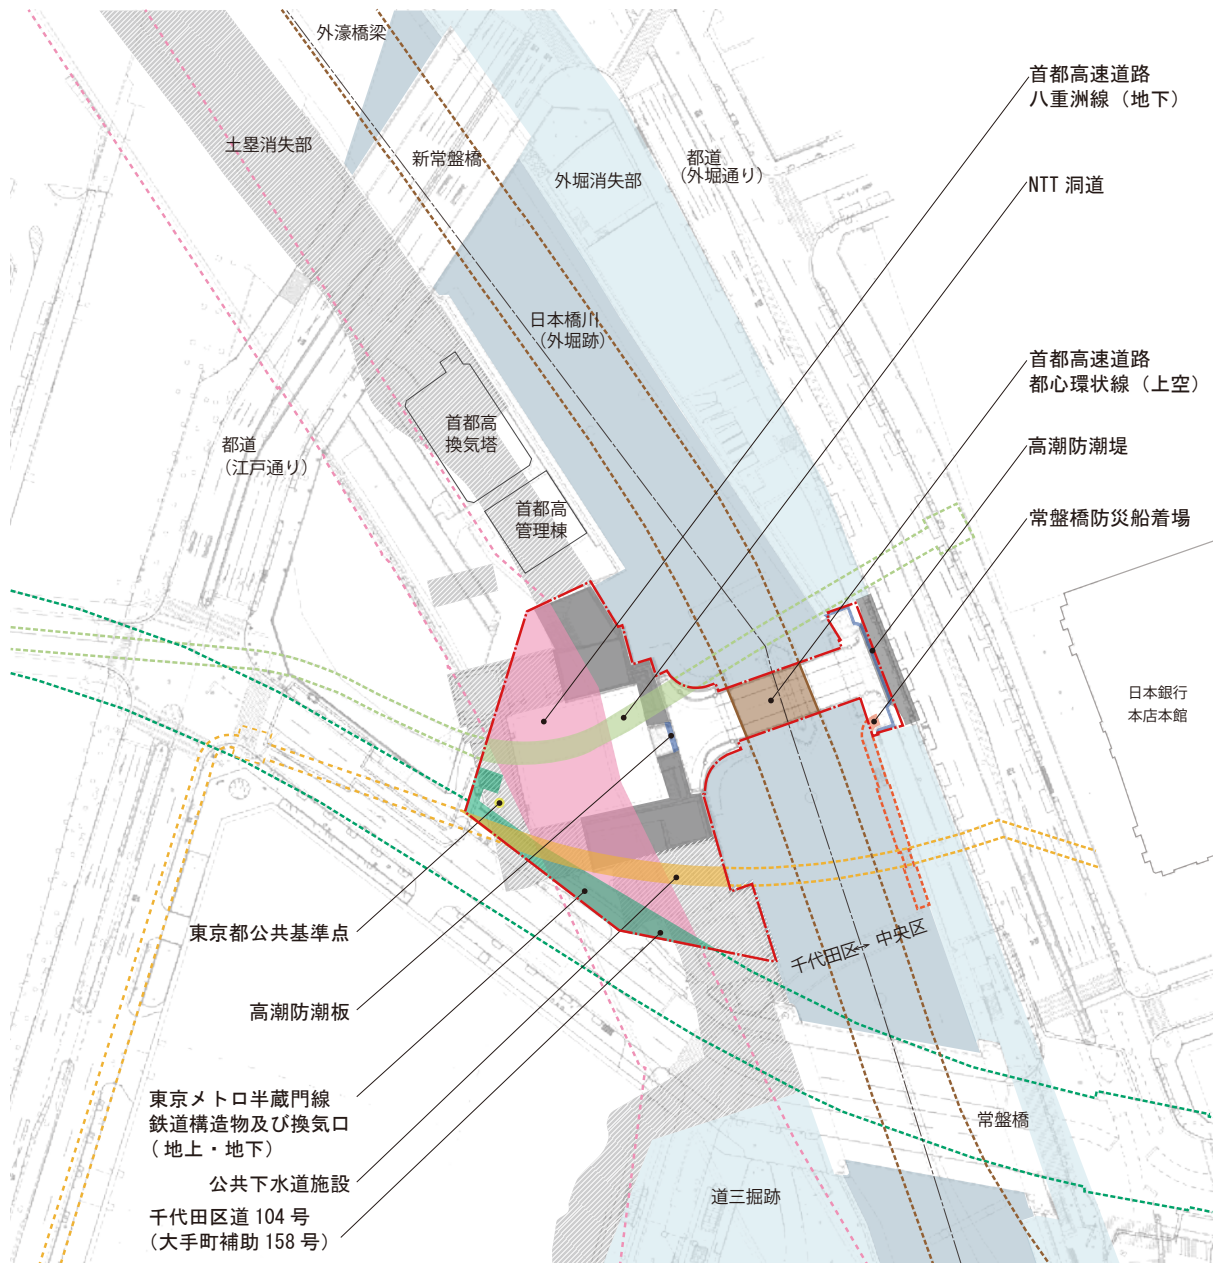 外濠橋梁
首都高速道路
八重洲線（地下）
土塁消失部
新常盤橋
外堀消失部
都道
（外堀通り）
NTT 洞道
日本橋川
（外堀跡）
首都高速道路
都心環状線（上空）
首都高
換気塔
都道
（江戸通り）
高潮防潮堤
首都高
管理棟
常盤橋防災船着場
日本銀行
本店本館
東京都公共基準点
千代田区↔中央区
高潮防潮板
東京メトロ半蔵門線
鉄道構造物及び換気口
（地上・地下）
常盤橋
公共下水道施設
道三掘跡
千代田区道 104 号
（大手町補助 158 号）